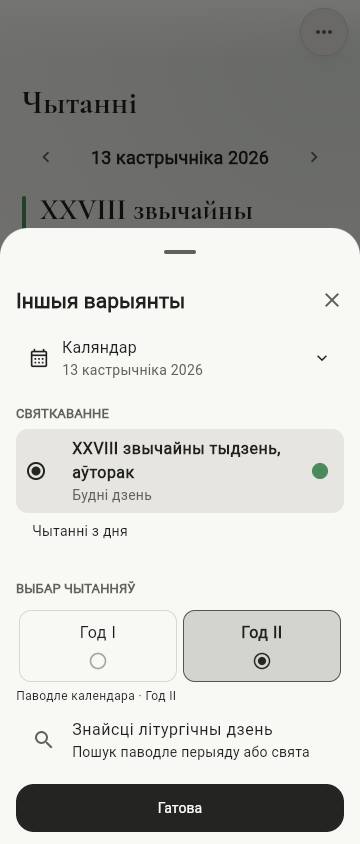 Чытанні
13 кастрычніка 2026
XXVIII звычайны
Іншыя варыянты
Каляндар
13 кастрычніка 2026
СВЯТКАВАННЕ
XXVIII звычайны тыдзень,
аўторак
Будні дзень
Чытанні з дня
ВЫБАР ЧЫТАННЯЎ
Год I
Год II
Паводле календара · Год II
Знайсці літургічны дзень
Пошук паводле перыяду або свята
Гатова